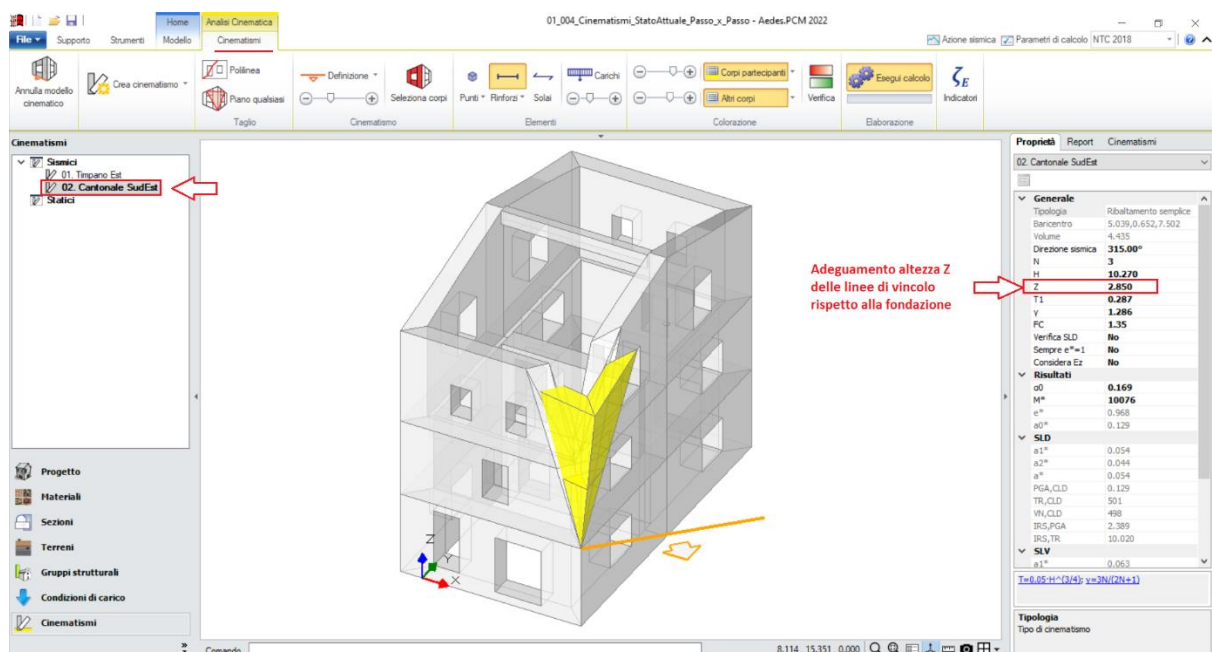 01_004_Cinematismi_StatoAttuale_Passo_x_Passo - Aedes.PCM 2022
Home
Analisi Cinematica
File
Supporto
Strumenti
Modello
Cinematismi
Azione sismica
Parametri di calcolo
NTC 2018
Annulla modello
cinematico
Crea cinematismo
Polilinea
Piano qualsiasi
Taglio
Definizione
Seleziona corpi
Cinematismo
Punti
Rinforzi
Solai
Carichi
Elementi
Corpi partecipanti
Altri corpi
Colorazione
Verifica
Esegui calcolo
Elaborazione
ζE
Indicatori
Cinematismi
Sismici
01. Timpano Est
02. Cantonale SudEst
Statici
Progetto
Materiali
Sezioni
Terreni
Gruppi strutturali
Condizioni di carico
Cinematismi
Z
Y
X
Adeguamento altezza Z
delle linee di vincolo
rispetto alla fondazione
Comando
8.114 15.351 0.000
Proprietà Report Cinematismi
02. Cantonale SudEst
Generale
Tipologia Ribaltamento semplice
Baricentro 5.039,0.652,7.502
Volume 4.435
Direzione sismica 315.00°
N 3
H 10.270
Z 2.850
T1 0.287
γ 1.286
FC 1.35
Verifica SLD No
Sempre e*=1 No
Considera Ez No
Risultati
α0 0.169
M* 10076
e* 0.968
a0* 0.129
SLD
a1* 0.054
a2* 0.044
a* 0.054
PGA,CLD 0.129
TR,CLD 501
VN,CLD 498
IRS,PGA 2.389
IRS,TR 10.020
SLV
a1* 0.063
T=0.05·H^(3/4); γ=3N/(2N+1)
Tipologia
Tipo di cinematismo